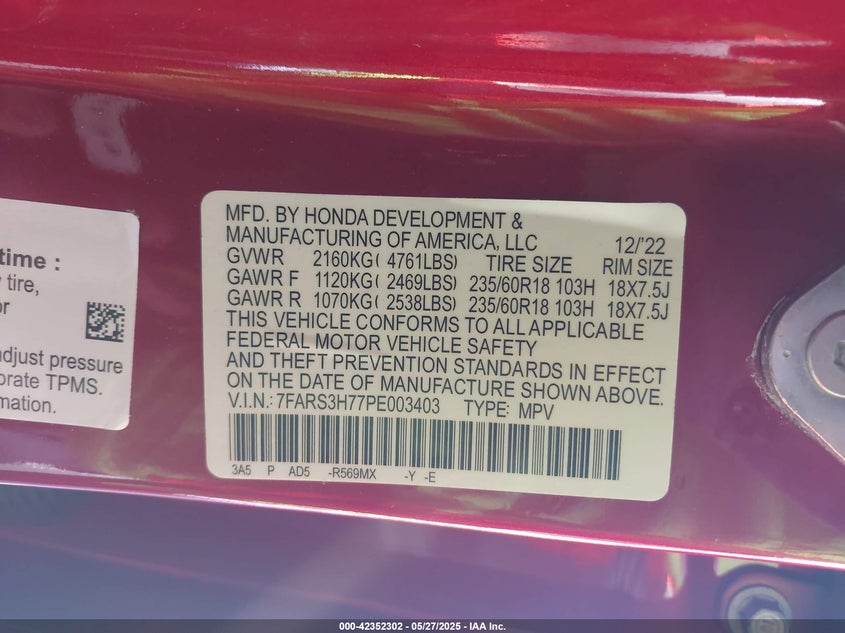 time :
tire,
or
adjust pressure
TPMS.
MFD. BY HONDA DEVELOPMENT &
MANUFACTURING OF AMERICA, LLC 12/'22
GVWR 2160KG( 4761LBS) TIRE SIZE RIM SIZE
GAWR F 1120KG( 2469LBS) 235/60R18 103H 18X7.5J
GAWR R 1070KG( 2538LBS) 235/60R18 103H 18X7.5J
THIS VEHICLE CONFORMS TO ALL APPLICABLE
FEDERAL MOTOR VEHICLE SAFETY
AND THEFT PREVENTION STANDARDS IN EFFECT
ON THE DATE OF MANUFACTURE SHOWN ABOVE.
V.I.N.: 7FARS3H77PE003403 TYPE: MPV
3A5 P AD5 -R569MX -Y -E
000-42352302 - 05/27/2025 - IAA Inc.